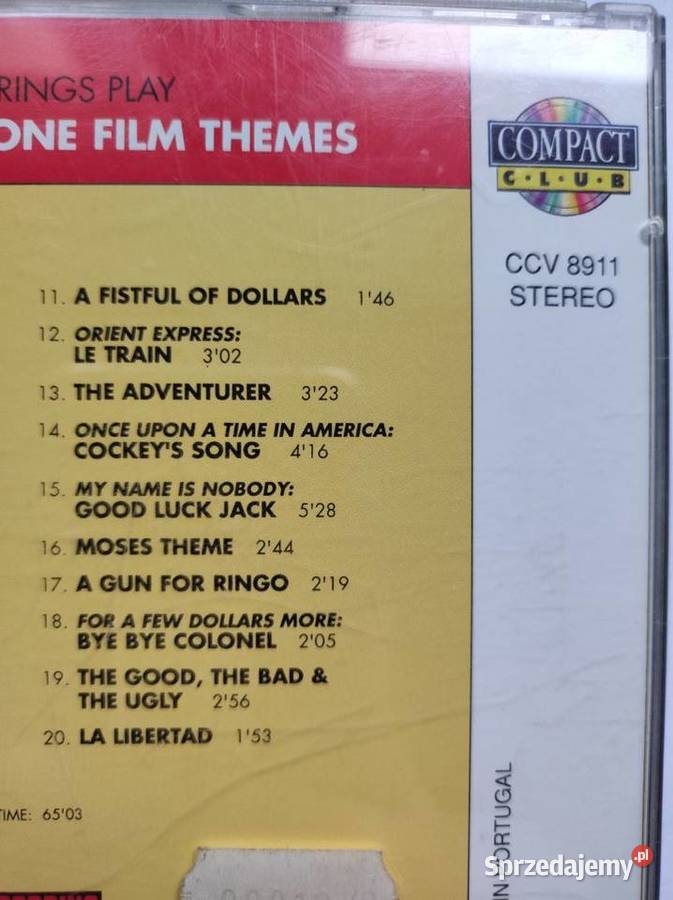 RINGS PLAY
ONE FILM THEMES
COMPACT
C·L·U·B
CCV 8911
STEREO
11. A FISTFUL OF DOLLARS 1'46
12. ORIENT EXPRESS:
LE TRAIN 3'02
13. THE ADVENTURER 3'23
14. ONCE UPON A TIME IN AMERICA:
COCKEY'S SONG 4'16
15. MY NAME IS NOBODY:
GOOD LUCK JACK 5'28
16. MOSES THEME 2'44
17. A GUN FOR RINGO 2'19
18. FOR A FEW DOLLARS MORE:
BYE BYE COLONEL 2'05
19. THE GOOD, THE BAD &
THE UGLY 2'56
20. LA LIBERTAD 1'53
TIME: 65'03
IN PORTUGAL
Sprzedajemy.pl